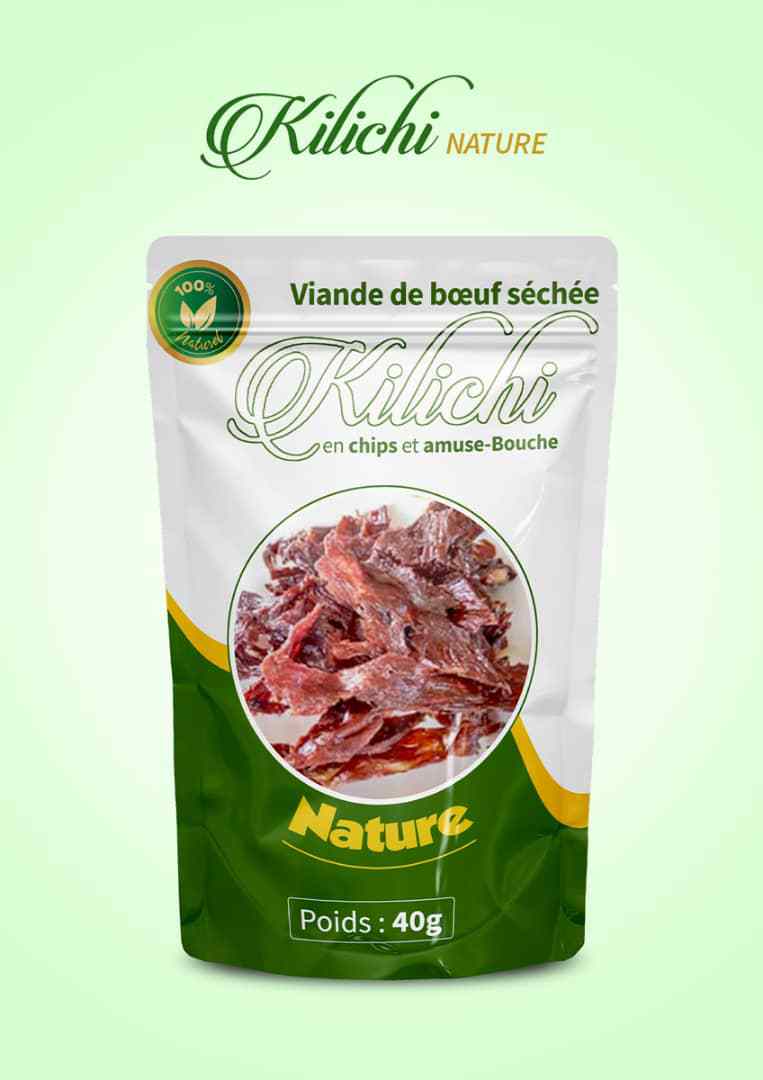 Kilichi NATURE
100%
Naturel
Viande de bœuf séchée
Kilichi
en chips et amuse-Bouche
Nature
Poids : 40g